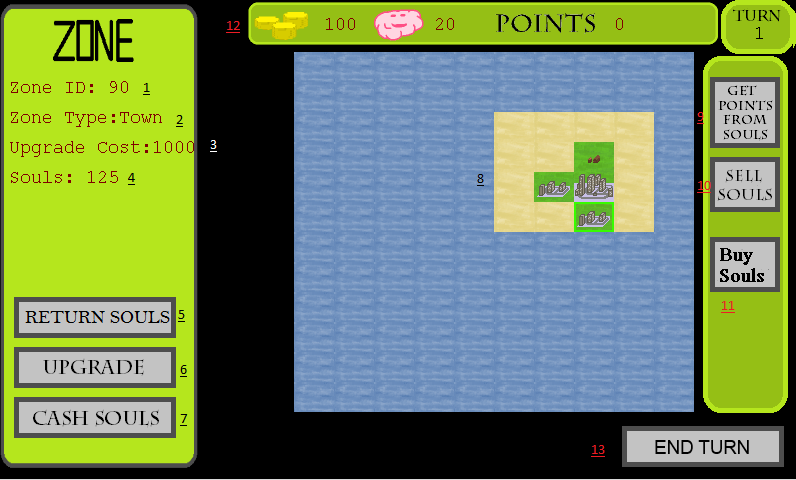 ZONE
Zone ID: 90 1
Zone Type:Town 2
Upgrade Cost:1000 3
Souls: 125 4
RETURN SOULS 5
UPGRADE 6
CASH SOULS 7
12 100 20 POINTS 0
TURN
1
8
9
GET
POINTS
FROM
SOULS
10
SELL
SOULS
Buy
Souls
11
13 END TURN